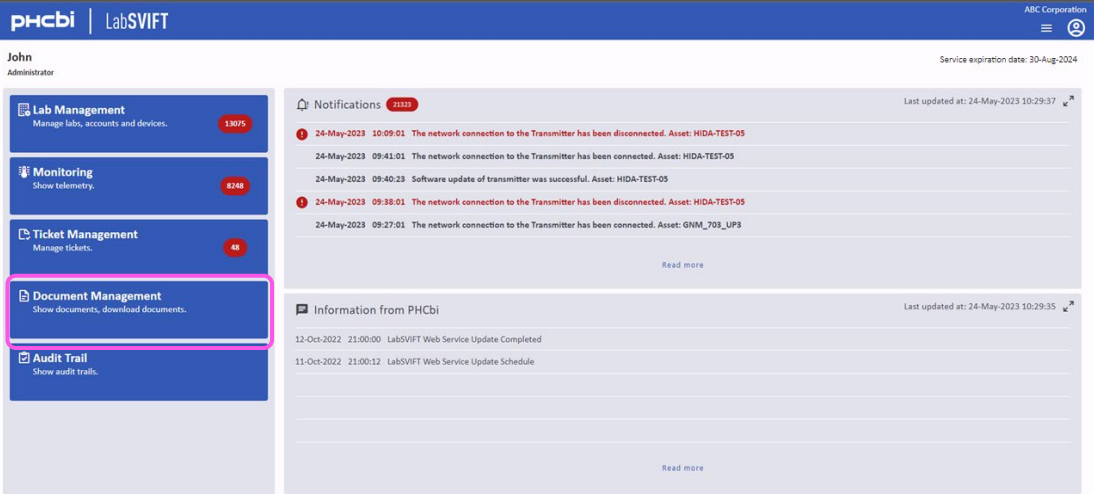 PHCbi | LabSVIFT
ABC Corporation
John
Administrator
Service expiration date: 30-Aug-2024
Lab Management
Manage labs, accounts and devices.
13075
Monitoring
Show telemetry.
8248
Ticket Management
Manage tickets.
48
Document Management
Show documents, download documents.
Audit Trail
Show audit trails.
Notifications 21323
Last updated at: 24-May-2023 10:29:37
24-May-2023 10:09:01 The network connection to the Transmitter has been disconnected. Asset: HIDA-TEST-05
24-May-2023 09:41:01 The network connection to the Transmitter has been connected. Asset: HIDA-TEST-05
24-May-2023 09:40:23 Software update of transmitter was successful. Asset: HIDA-TEST-05
24-May-2023 09:38:01 The network connection to the Transmitter has been disconnected. Asset: HIDA-TEST-05
24-May-2023 09:27:01 The network connection to the Transmitter has been connected. Asset: GNM_703_UP3
Read more
Information from PHCbi
Last updated at: 24-May-2023 10:29:35
12-Oct-2022 21:00:00 LabSVIFT Web Service Update Completed
11-Oct-2022 21:00:12 LabSVIFT Web Service Update Schedule
Read more